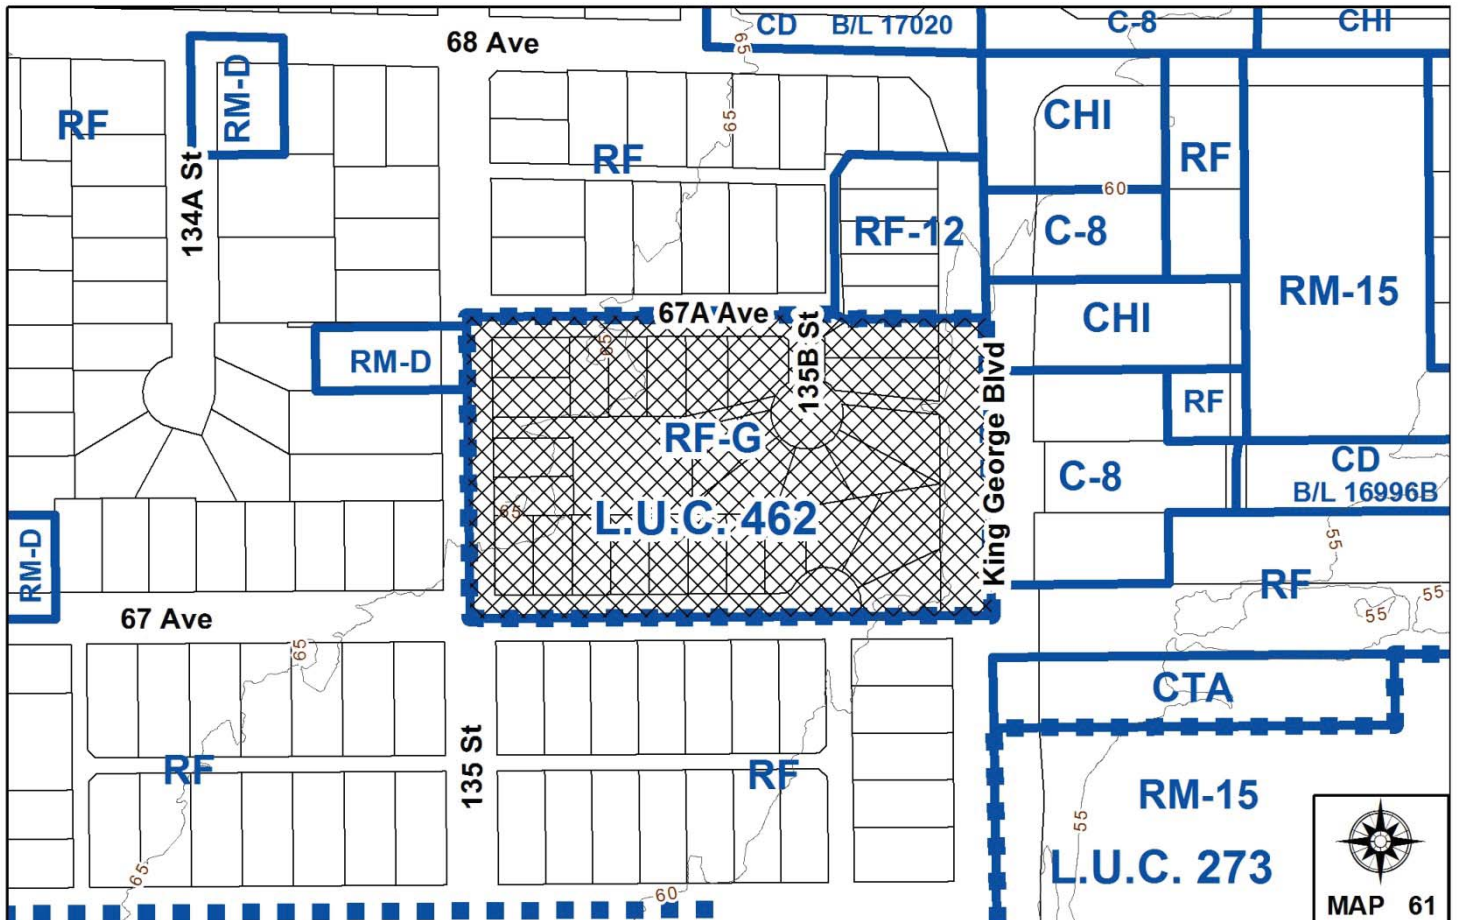 68 Ave
CD B/L 17020
C-8
CHI
65
RF
RM-D
134A St
RF
65
CHI
RF
60
RF-12
C-8
RM-15
67A Ave
CHI
RM-D
65
135B St
King George Blvd
RF
RF-G
C-8
CD
B/L 16996B
65
L.U.C. 462
RM-D
55
RF
55
55
67 Ave
65
CTA
135 St
RF
RF
RM-15
55
L.U.C. 273
65
60
MAP 61